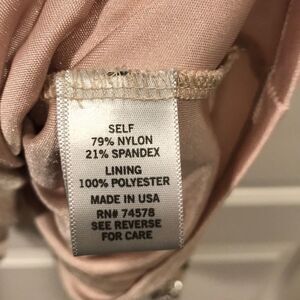 SELF
79% NYLON
21% SPANDEX
LINING
100% POLYESTER
MADE IN USA
RN# 74578
SEE REVERSE
FOR CARE